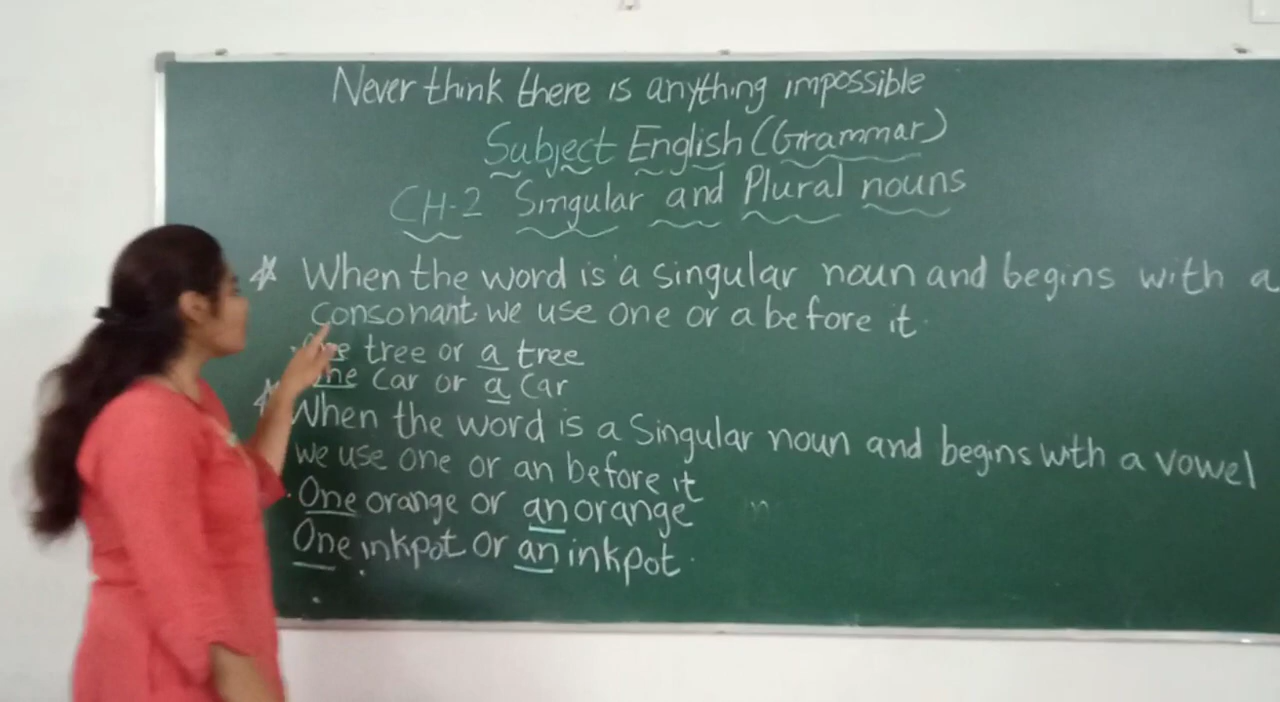 Never think there is anything impossible
Subject English (Grammar)
CH-2 Singular and Plural nouns
* When the word is a singular noun and begins with a
consonant. we use one or a before it.
. One tree or a tree
One car or a car
* When the word is a Singular noun and begins with a vowel
we use one or an before it
. One orange or an orange
One inkpot or an inkpot.